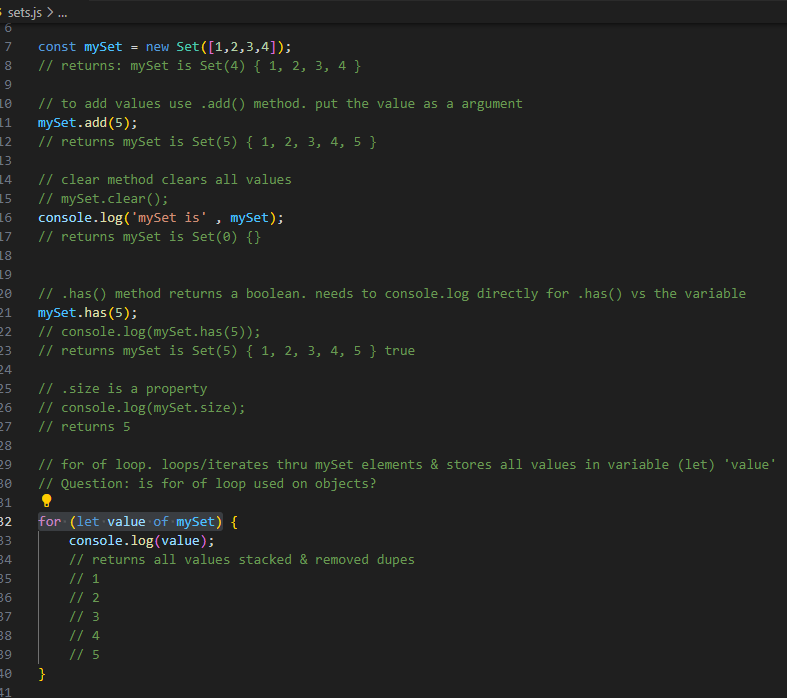 sets.js > ...
6
7 const mySet = new Set([1,2,3,4]);
8 // returns: mySet is Set(4) { 1, 2, 3, 4 }
9
10 // to add values use .add() method. put the value as a argument
11 mySet.add(5);
12 // returns mySet is Set(5) { 1, 2, 3, 4, 5 }
13
14 // clear method clears all values
15 // mySet.clear();
16 console.log('mySet is' , mySet);
17 // returns mySet is Set(0) {}
18
19
20 // .has() method returns a boolean. needs to console.log directly for .has() vs the variable
21 mySet.has(5);
22 // console.log(mySet.has(5));
23 // returns mySet is Set(5) { 1, 2, 3, 4, 5 } true
24
25 // .size is a property
26 // console.log(mySet.size);
27 // returns 5
28
29 // for of loop. loops/iterates thru mySet elements & stores all values in variable (let) 'value'
30 // Question: is for of loop used on objects?
31
32 for (let value of mySet) {
33 console.log(value);
34 // returns all values stacked & removed dupes
35 // 1
36 // 2
37 // 3
38 // 4
39 // 5
40 }
41